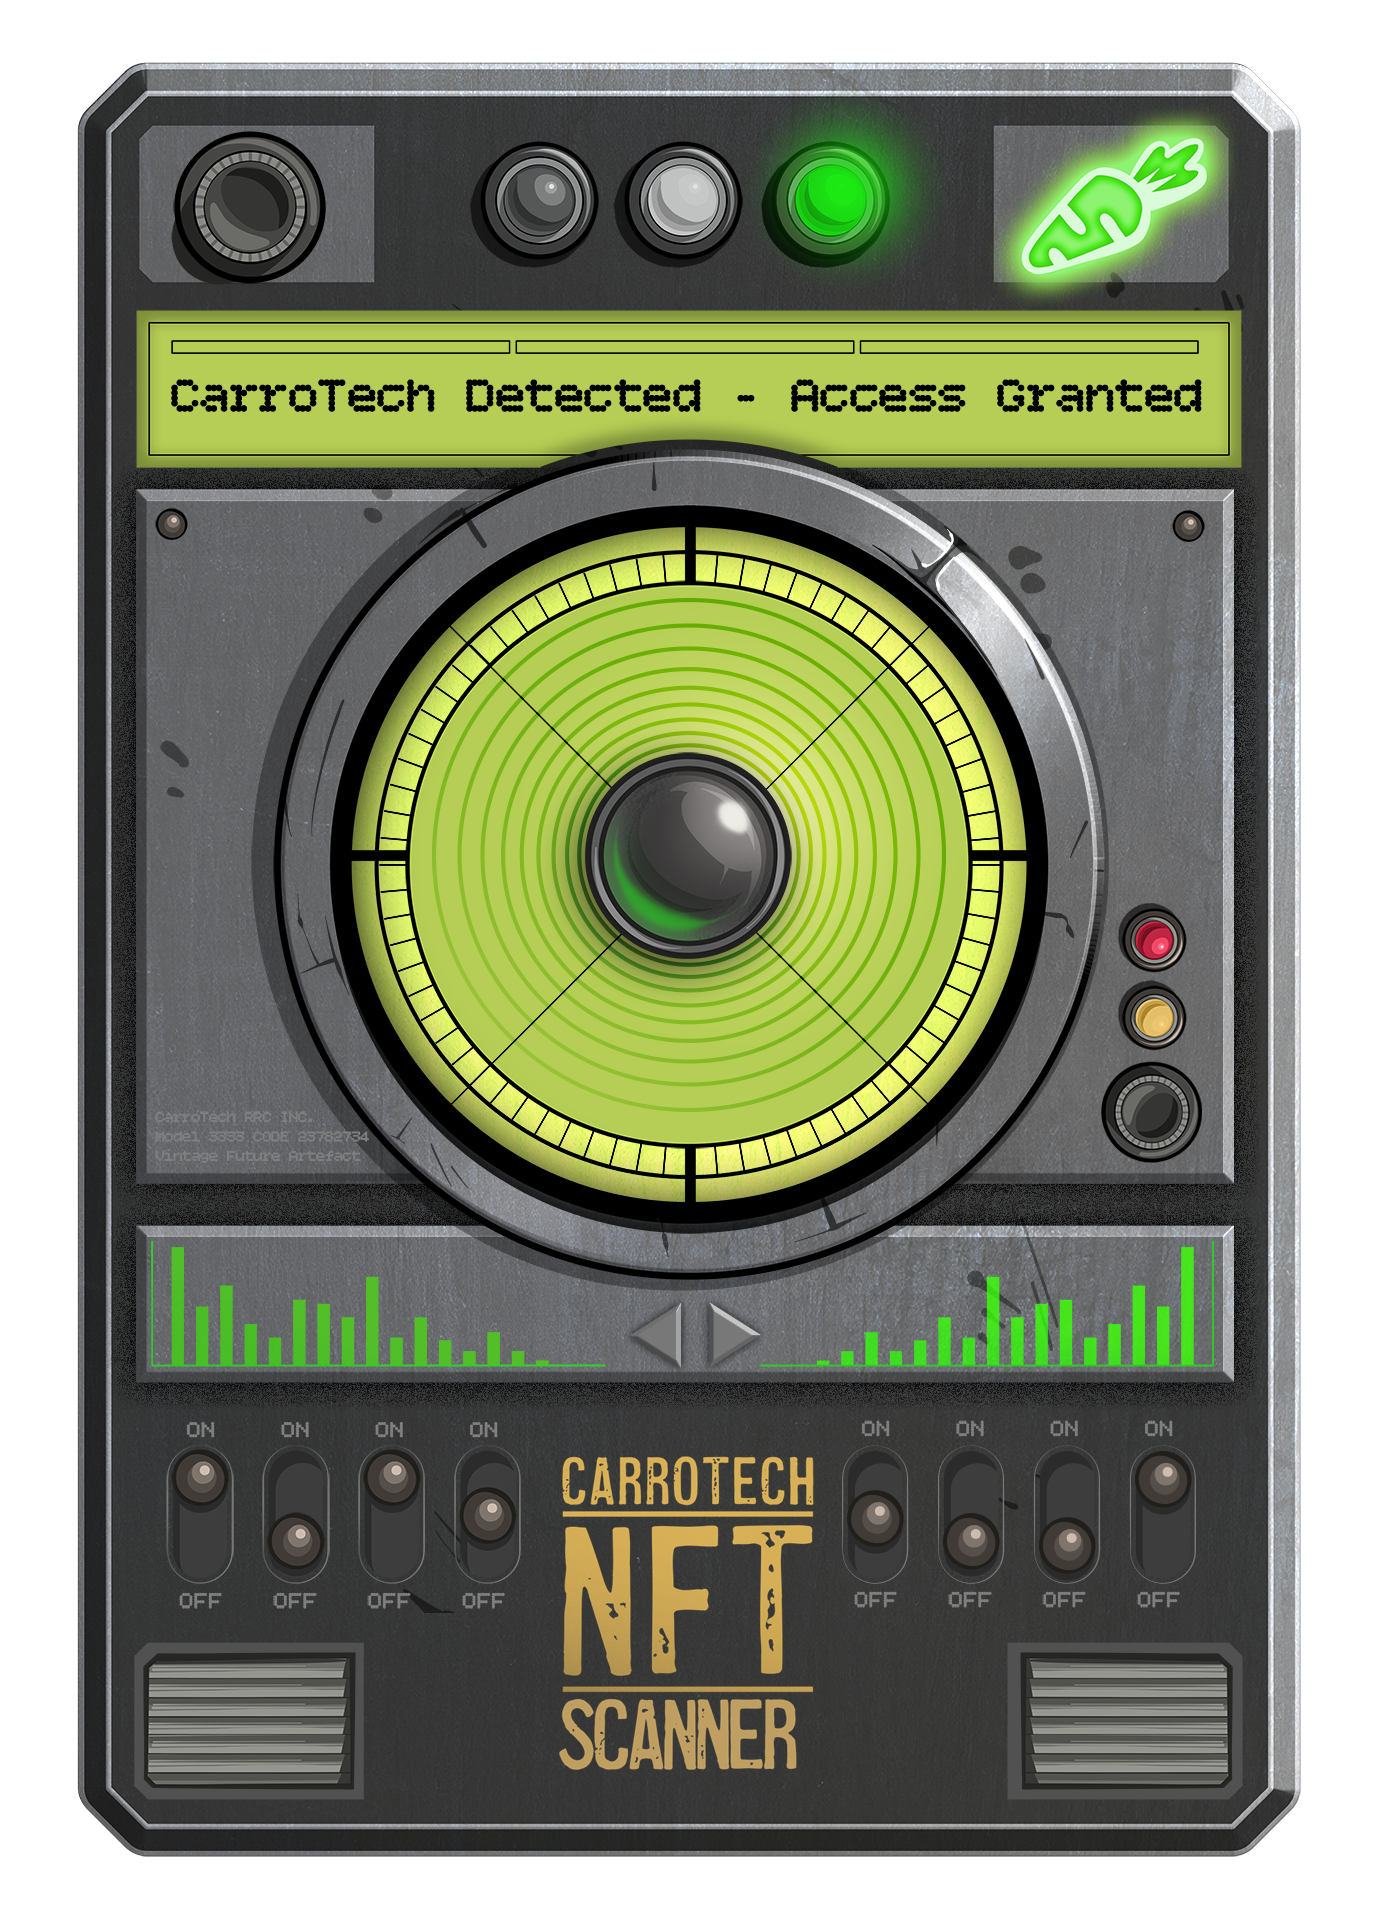 CarroTech Detected - Access Granted
CarroTech RRC INC.
Model 3333 CODE 23762734
Vintage Future Artefact
ON ON ON ON ON ON ON ON
OFF OFF OFF OFF OFF OFF OFF OFF
CARROTECH
NFT
SCANNER